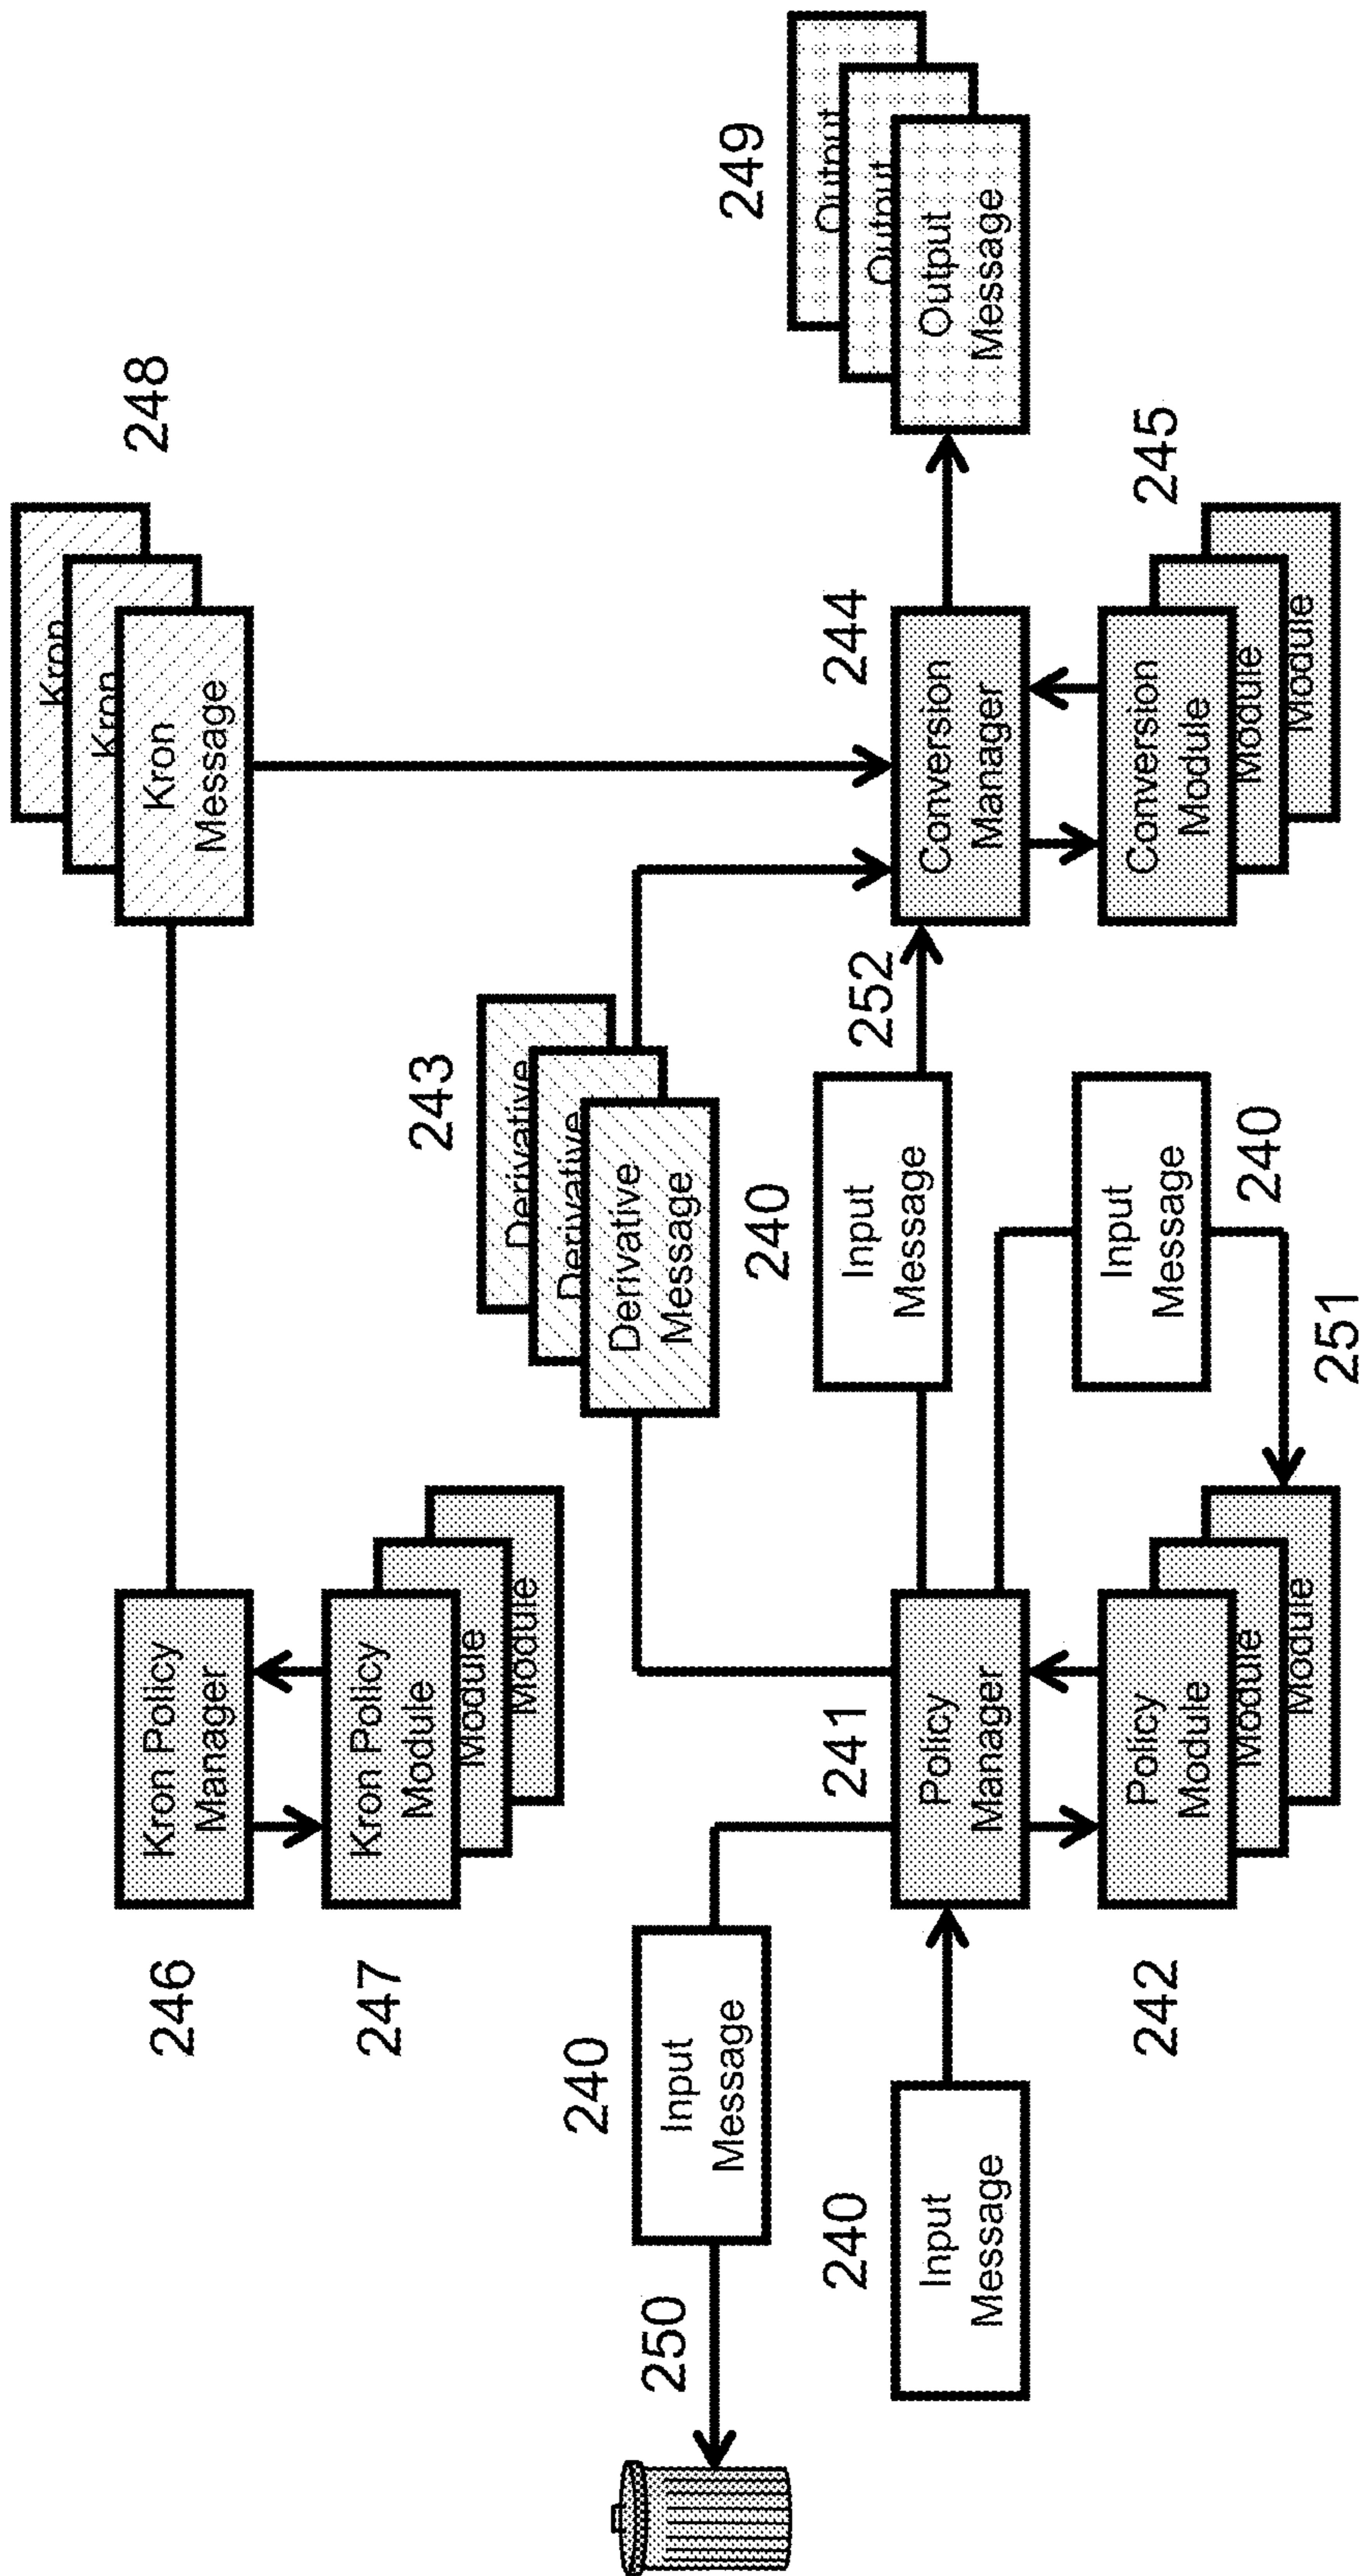 248
Kron
Kron
Kron
Message
246
Kron Policy
Manager
247
Kron Policy
Module
Module
Module
243
Derivative
Derivative
Derivative
Message
249
Output
Output
Output
Message
240
Input
Message
250
240
Input
Message
241
Policy
Manager
242
Policy
Module
Module
Module
240
Input
Message
252
240
Input
Message
251
244
Conversion
Manager
245
Conversion
Module
Module
Module